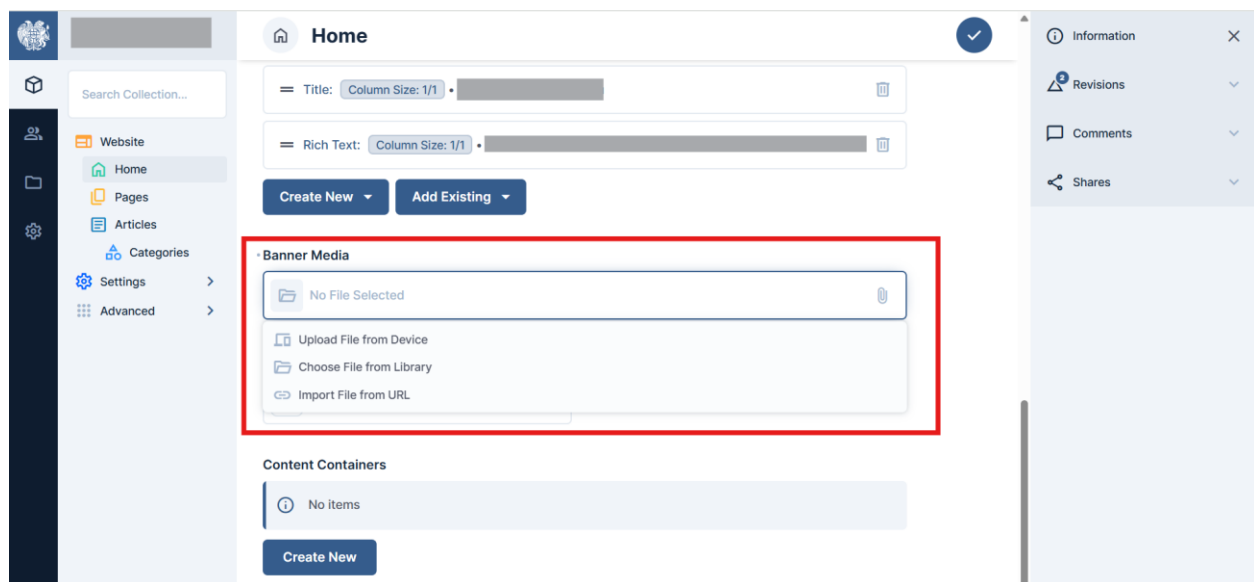 Home
Information
Title: Column Size: 1/1 •
Search Collection...
2
Revisions
Rich Text: Column Size: 1/1 •
Website
Comments
Home
Pages
Create New
Add Existing
Shares
Articles
Categories
Banner Media
Settings
No File Selected
Advanced
Upload File from Device
Choose File from Library
Import File from URL
Content Containers
No items
Create New